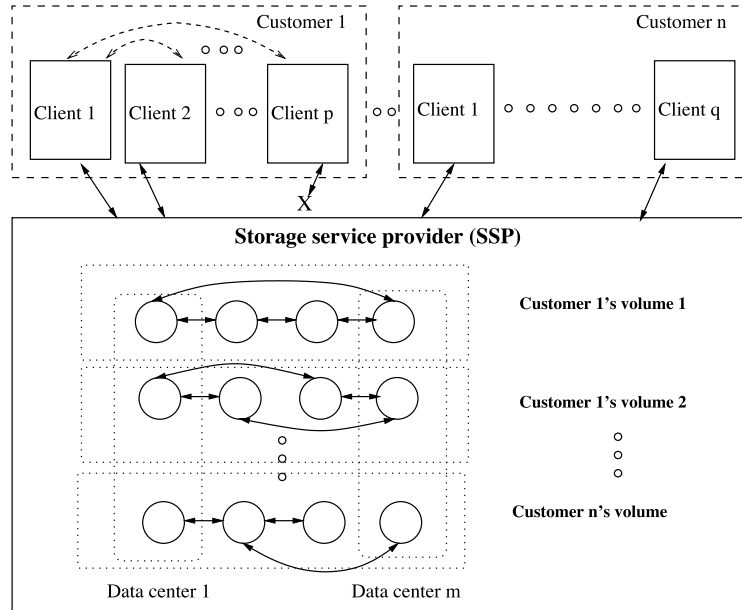 Customer 1
Customer n
Client 1
Client 2
Client p
Client 1
Client q
X
Storage service provider (SSP)
Customer 1's volume 1
Customer 1's volume 2
Customer n's volume
Data center 1
Data center m